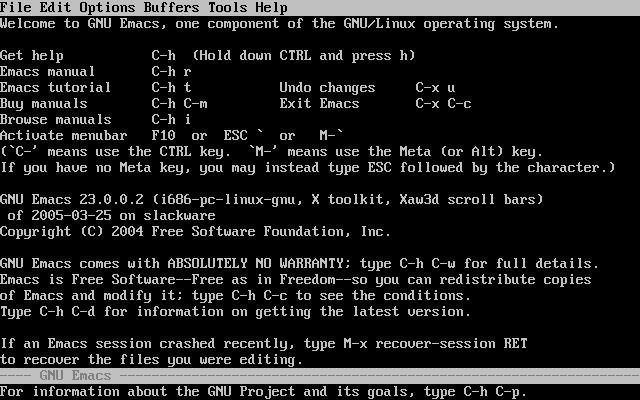 File Edit Options Buffers Tools Help
Welcome to GNU Emacs, one component of the GNU/Linux operating system.

Get help           C-h  (Hold down CTRL and press h)
Emacs manual       C-h r
Emacs tutorial     C-h t           Undo changes     C-x u
Buy manuals        C-h C-m         Exit Emacs       C-x C-c
Browse manuals     C-h i
Activate menubar   F10  or  ESC `  or   M-`
(`C-' means use the CTRL key.  `M-' means use the Meta (or Alt) key.
If you have no Meta key, you may instead type ESC followed by the character.)

GNU Emacs 23.0.0.2 (i686-pc-linux-gnu, X toolkit, Xaw3d scroll bars)
 of 2005-03-25 on slackware
Copyright (C) 2004 Free Software Foundation, Inc.

GNU Emacs comes with ABSOLUTELY NO WARRANTY; type C-h C-w for full details.
Emacs is Free Software--Free as in Freedom--so you can redistribute copies
of Emacs and modify it; type C-h C-c to see the conditions.
Type C-h C-d for information on getting the latest version.

If an Emacs session crashed recently, type M-x recover-session RET
to recover the files you were editing.
---- GNU Emacs ----------------------------------------------------------------
For information about the GNU Project and its goals, type C-h C-p.